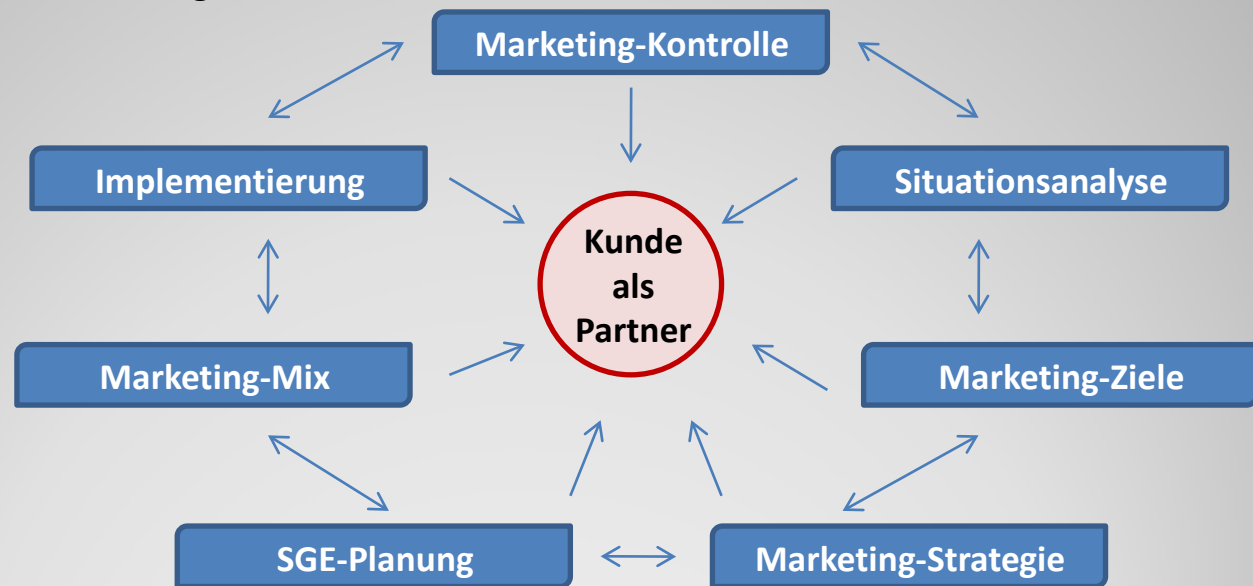 Marketing-Kontrolle
Implementierung
Situationsanalyse
Kunde
als
Partner
Marketing-Mix
Marketing-Ziele
SGE-Planung
Marketing-Strategie